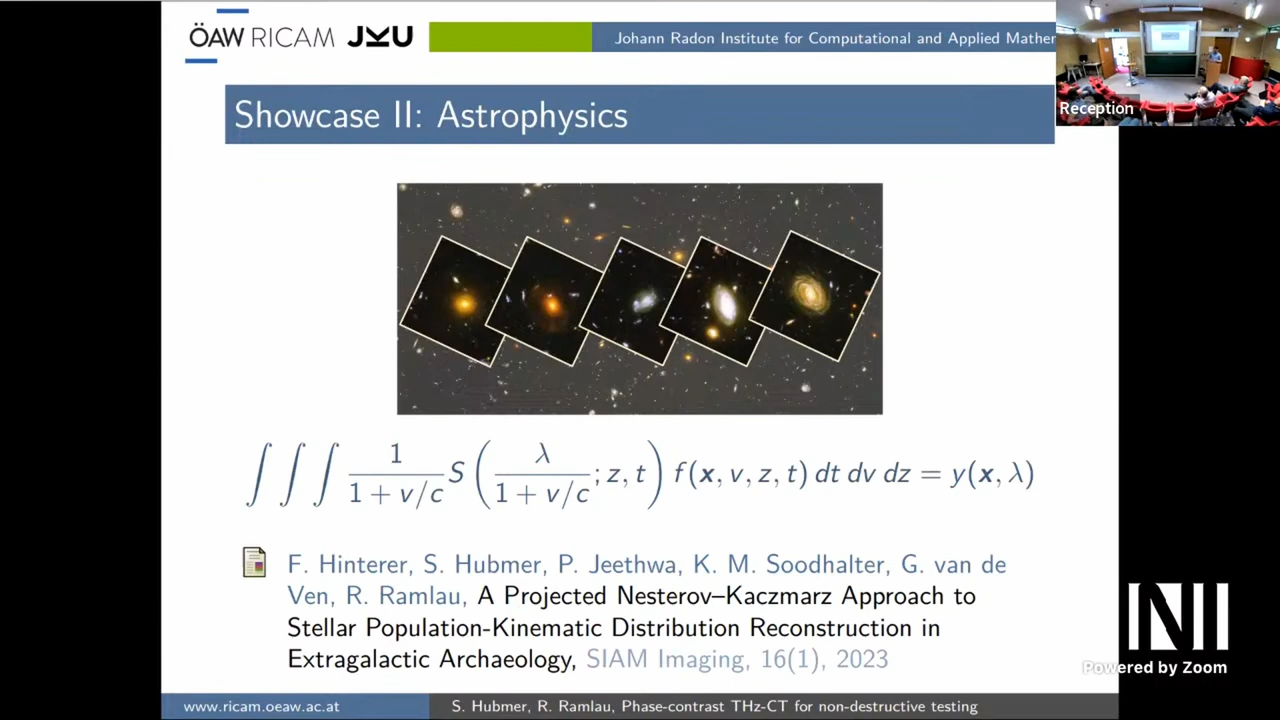 ÖAW RICAM JKU
Johann Radon Institute for Computational and Applied Mather
Reception
Showcase II: Astrophysics
∫ ∫ ∫ 1/(1 + v/c) S ( λ/(1 + v/c) ; z, t ) f(x, v, z, t) dt dv dz = y(x, λ)
F. Hinterer, S. Hubmer, P. Jeethwa, K. M. Soodhalter, G. van de
Ven, R. Ramlau, A Projected Nesterov–Kaczmarz Approach to
Stellar Population-Kinematic Distribution Reconstruction in
Extragalactic Archaeology, SIAM Imaging, 16(1), 2023
Powered by Zoom
www.ricam.oeaw.ac.at
S. Hubmer, R. Ramlau, Phase-contrast THz-CT for non-destructive testing